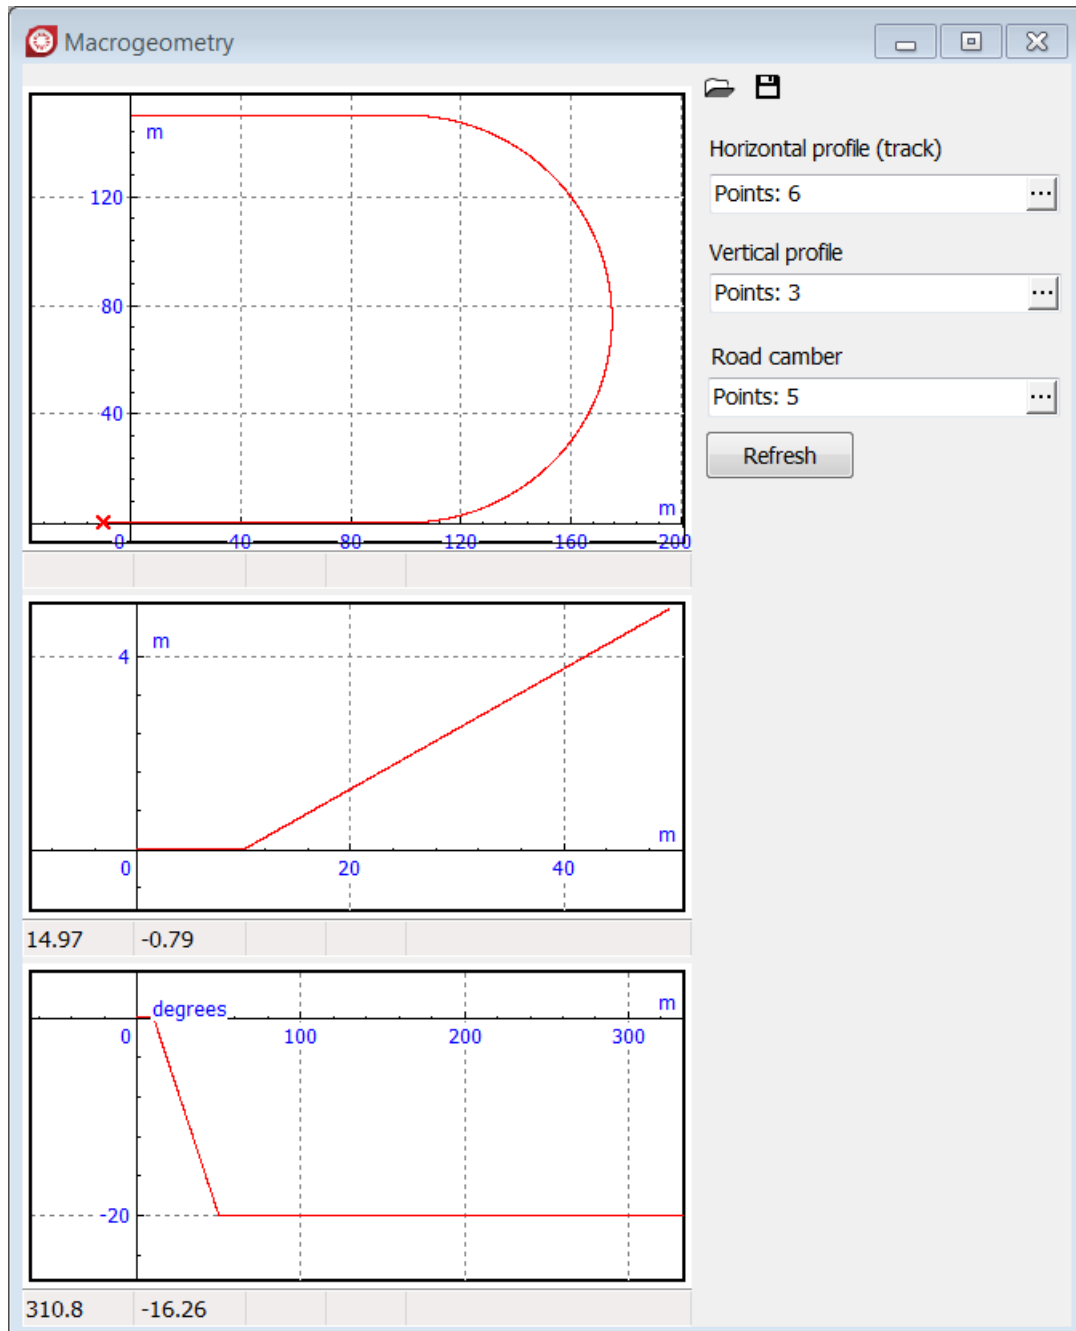 Macrogeometry
m
120
80
40
m
0 40 80 120 160 200
Horizontal profile (track)
Points: 6 ...
Vertical profile
Points: 3 ...
Road camber
Points: 5 ...
Refresh
m
4
m
0 20 40
14.97 -0.79
degrees
m
0 100 200 300
-20
310.8 -16.26